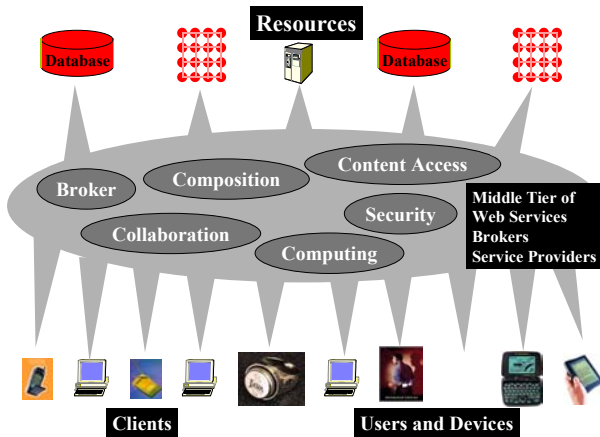 Resources
Database
Database
Content Access
Composition
Broker
Security
Collaboration
Computing
Middle Tier of
Web Services
Brokers
Service Providers
Clients
Users and Devices